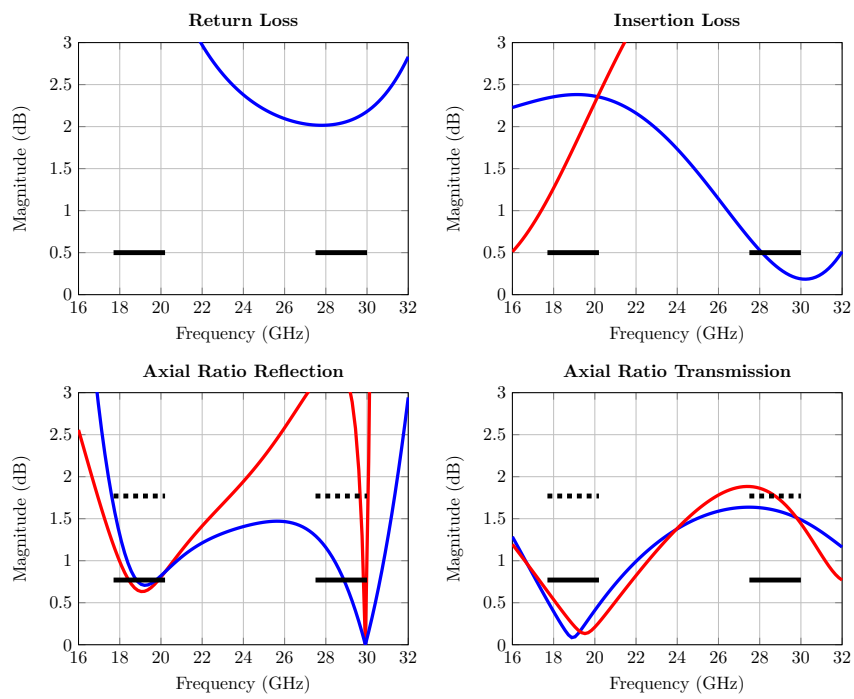 Return Loss
3
2.5
2
1.5
1
0.5
0
Magnitude (dB)
16 18 20 22 24 26 28 30 32
Frequency (GHz)
Insertion Loss
3
2.5
2
1.5
1
0.5
0
Magnitude (dB)
16 18 20 22 24 26 28 30 32
Frequency (GHz)
Axial Ratio Reflection
3
2.5
2
1.5
1
0.5
0
Magnitude (dB)
16 18 20 22 24 26 28 30 32
Frequency (GHz)
Axial Ratio Transmission
3
2.5
2
1.5
1
0.5
0
Magnitude (dB)
16 18 20 22 24 26 28 30 32
Frequency (GHz)